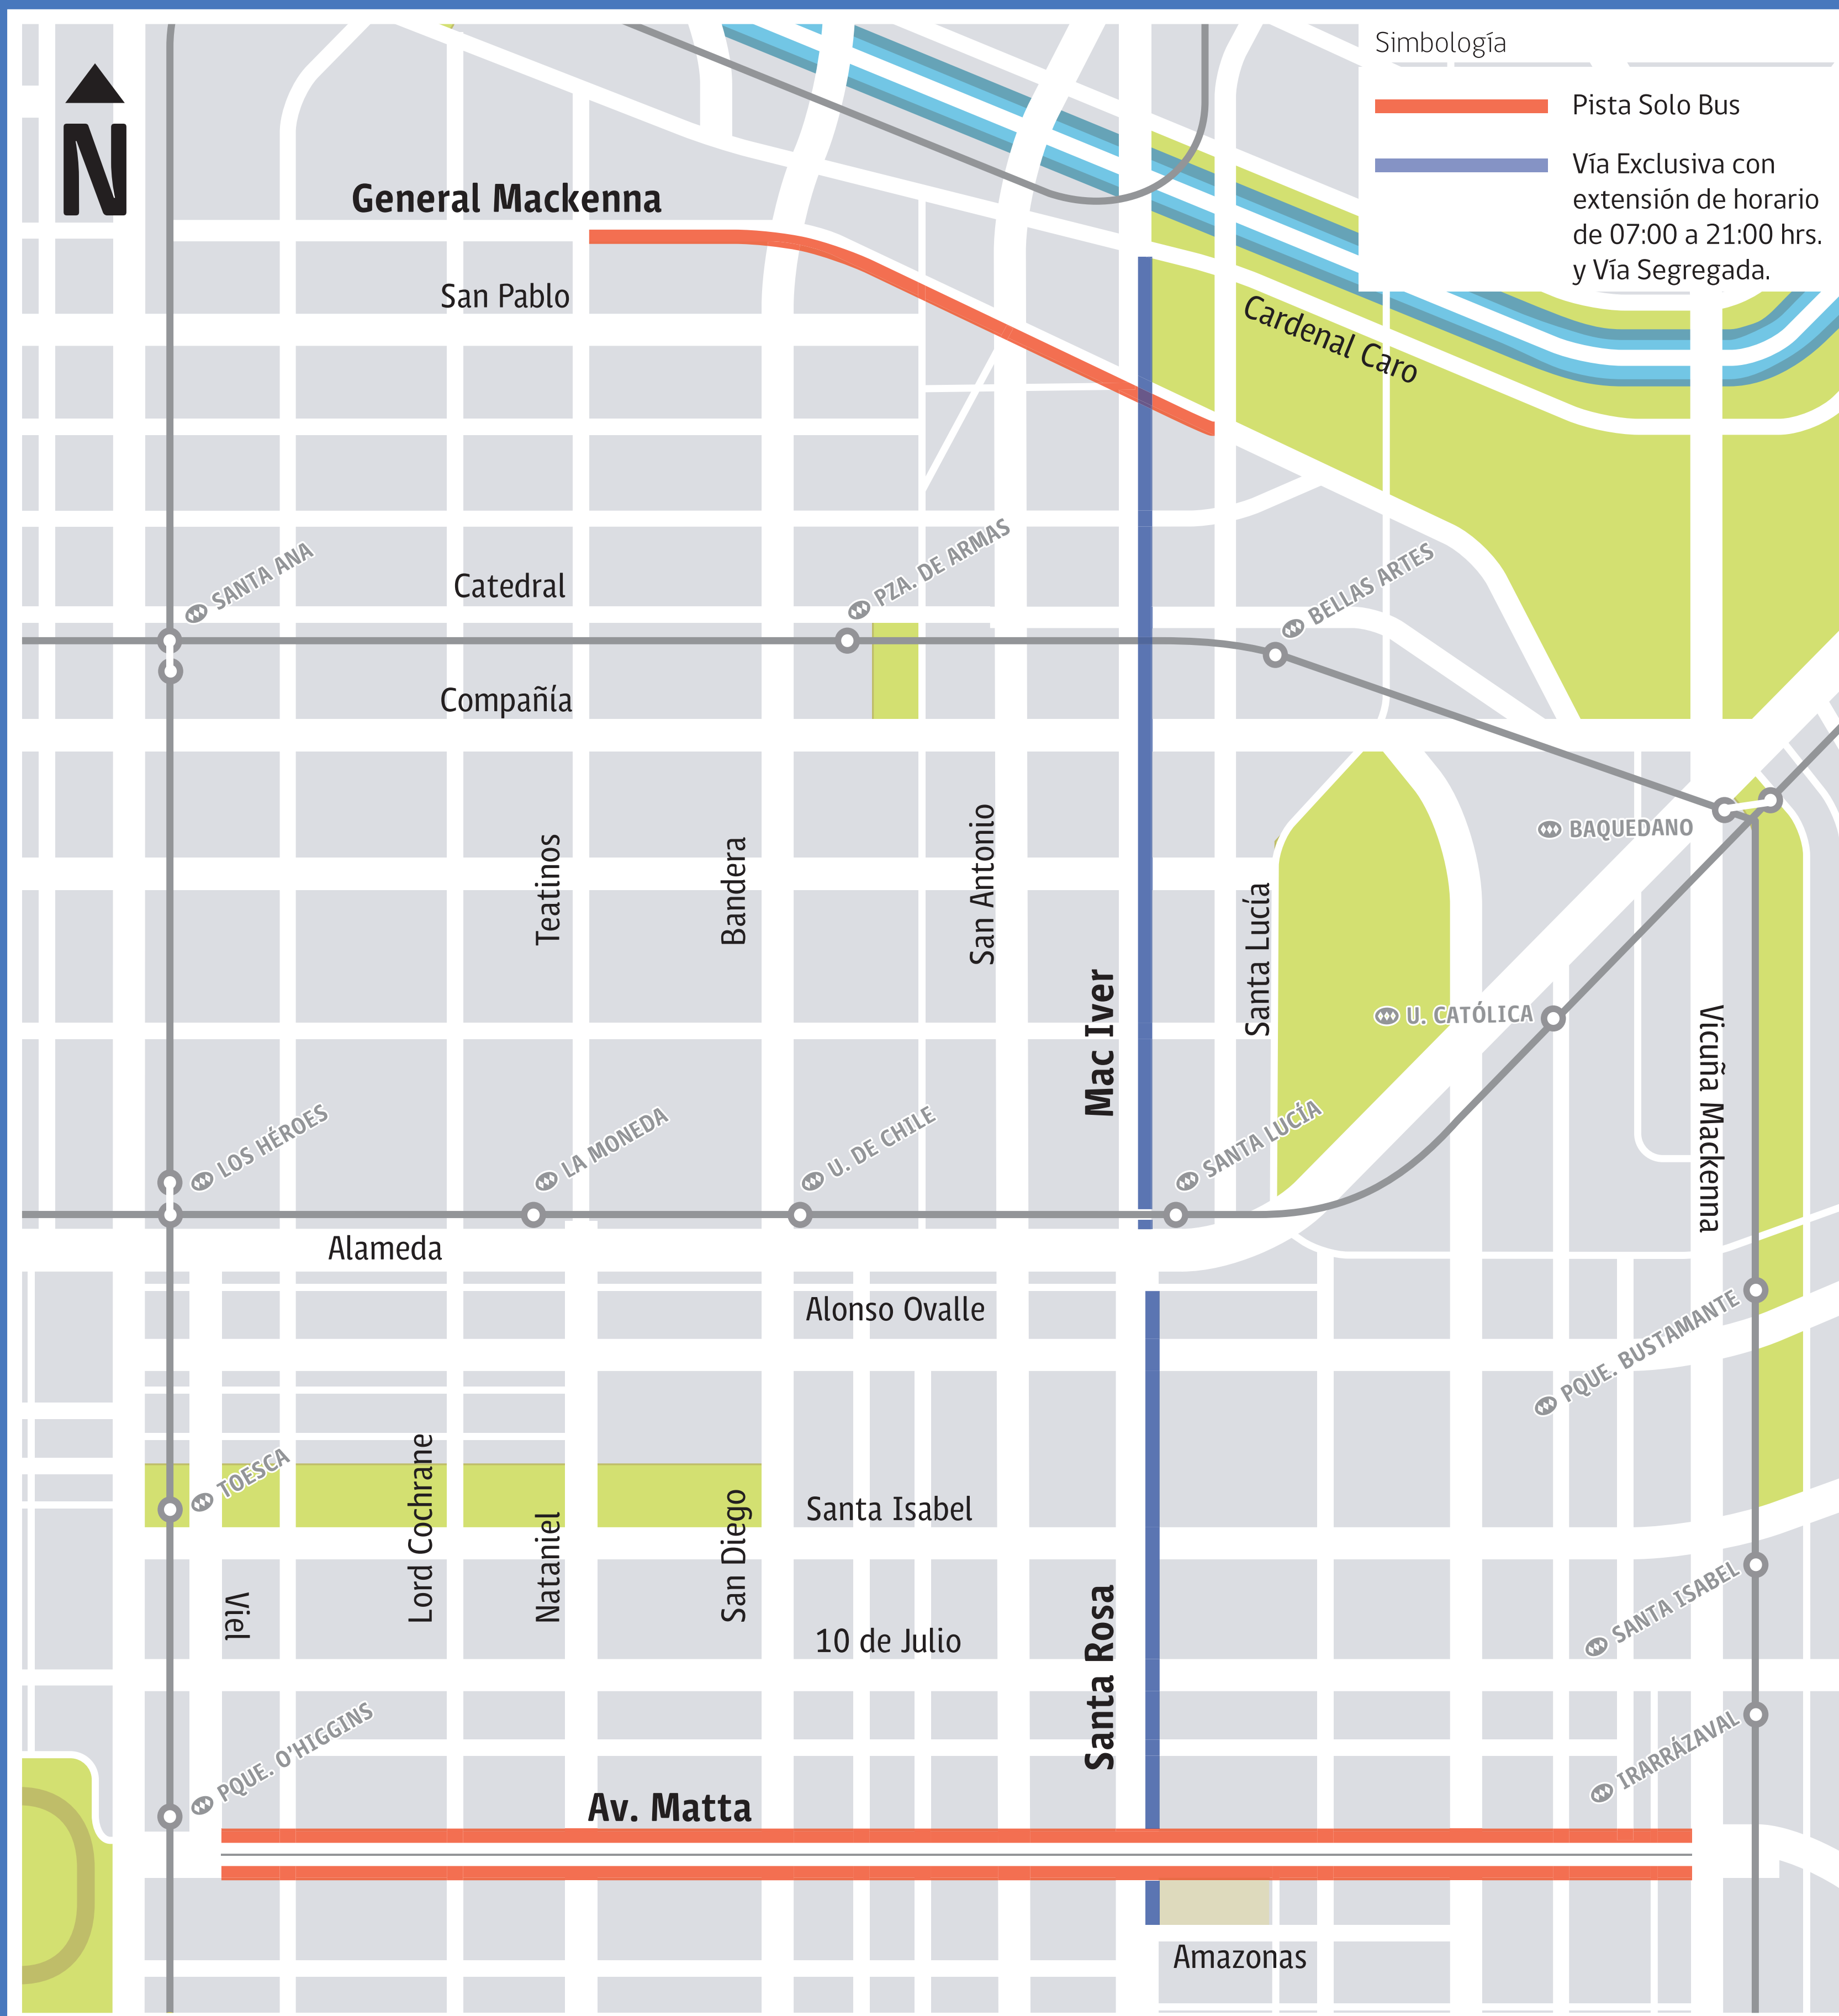 Simbología
Pista Solo Bus
Vía Exclusiva con
extensión de horario
de 07:00 a 21:00 hrs.
y Vía Segregada.
N
General Mackenna
San Pablo
Cardenal Caro
SANTA ANA
Catedral
PZA. DE ARMAS
BELLAS ARTES
Compañía
BAQUEDANO
Teatinos
Bandera
San Antonio
Santa Lucía
Mac Iver
U. CATÓLICA
Vicuña Mackenna
LOS HÉROES
LA MONEDA
U. DE CHILE
SANTA LUCÍA
Alameda
Alonso Ovalle
PQUE. BUSTAMANTE
TOESCA
Lord Cochrane
Nataniel
San Diego
Santa Isabel
Viel
10 de Julio
Santa Rosa
SANTA ISABEL
PQUE. O'HIGGINS
IRARRÁZAVAL
Av. Matta
Amazonas